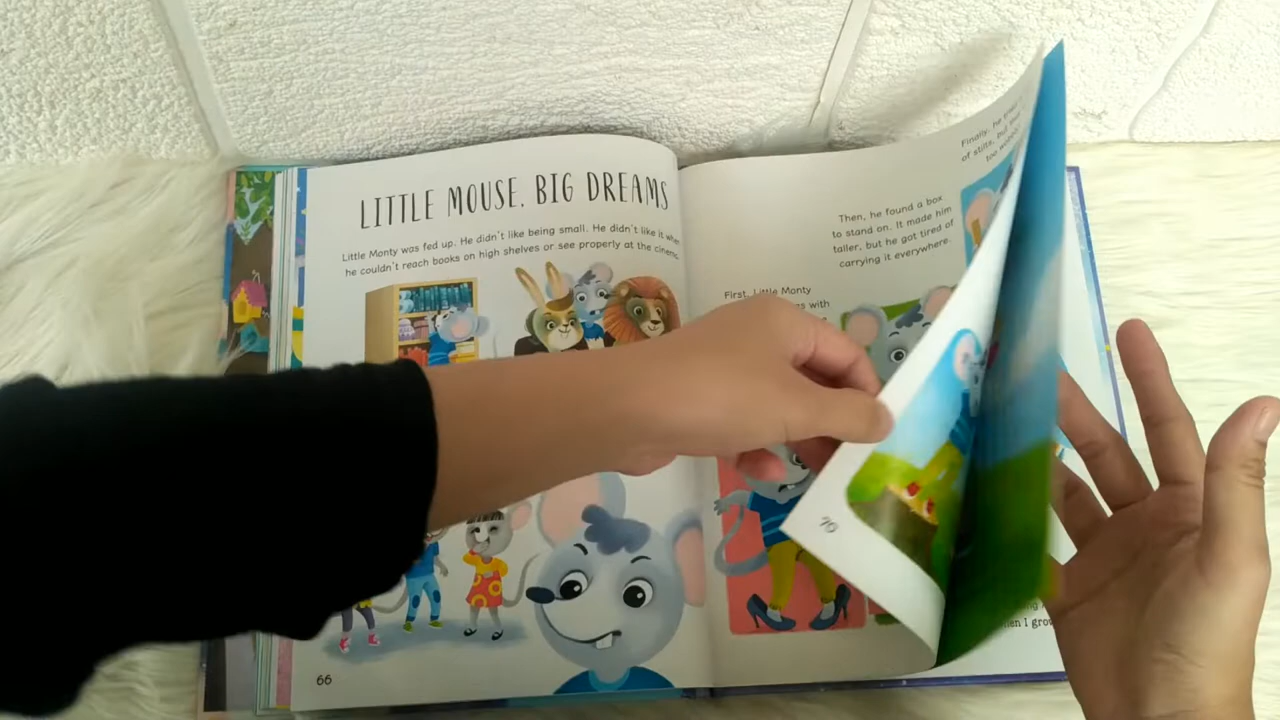 LITTLE MOUSE, BIG DREAMS
Little Monty was fed up. He didn't like being small. He didn't like it when
he couldn't reach books on high shelves or see properly at the cinema.
66
First, Little Monty
with
Then, he found a box
to stand on. It made him
taller, but he got tired of
carrying it everywhere.
Finally, he
of stilts, but
too
70
when I grow